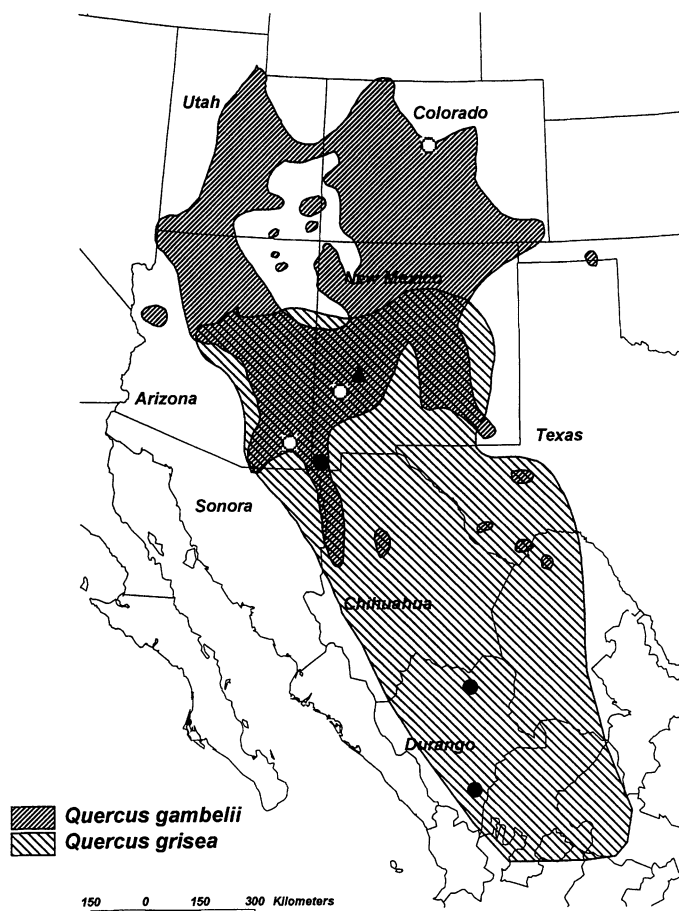 Utah
Colorado
New Mexico
Arizona
Texas
Sonora
Chihuahua
Durango
Quercus gambelii
Quercus grisea
150 0 150 300 Kilometers